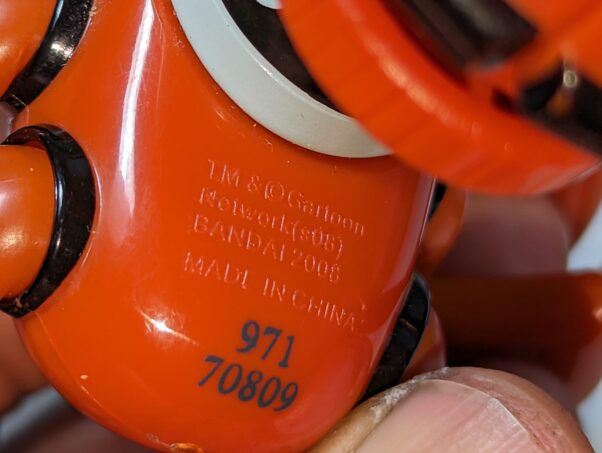 TM & ©Cartoon
Network(s06)
BANDAI 2006
MADE IN CHINA
971
70809